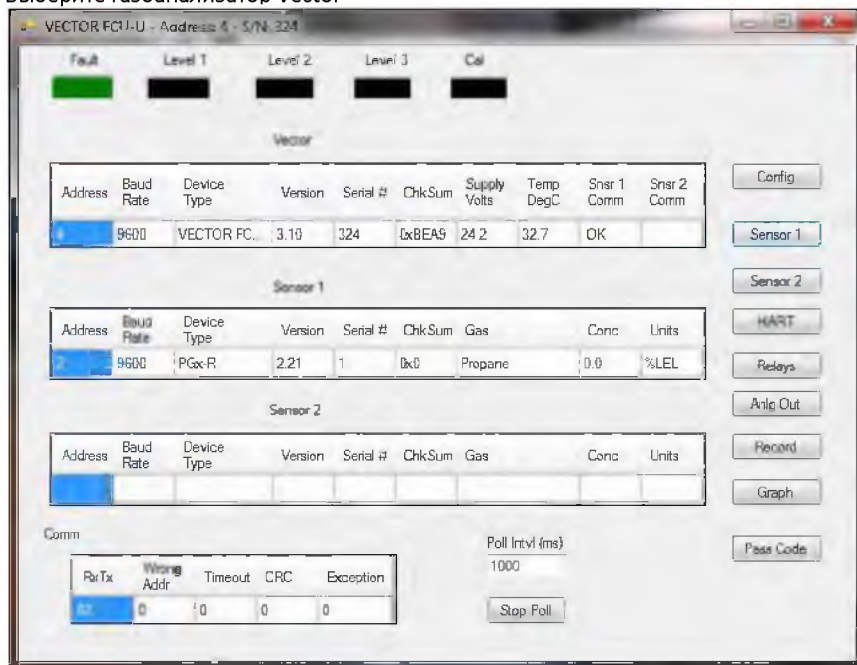 Выберите газоанализатор Vector
VECTOR FCU-U - Address 4 - S/N: 324
Fault Level 1 Level 2 Level 3 Cal
Vector
Address Baud Rate Device Type Version Serial # ChkSum Supply Volts Temp DegC Snsr 1 Comm Snsr 2 Comm
4 9600 VECTOR FC... 3.10 324 0xBEA9 24.2 32.7 OK
Config
Sensor 1
Sensor 2
HART
Relays
Anlg Out
Record
Graph
Pass Code
Sensor 1
Address Baud Rate Device Type Version Serial # ChkSum Gas Conc Units
2 9600 PGx-R 2.21 1 0x0 Propane 0.0 %LEL
Sensor 2
Address Baud Rate Device Type Version Serial # ChkSum Gas Conc Units
Comm
Rx Tx Wrong Addr Timeout CRC Exception
0 0 0 0
Poll Intvl (ms)
1000
Stop Poll